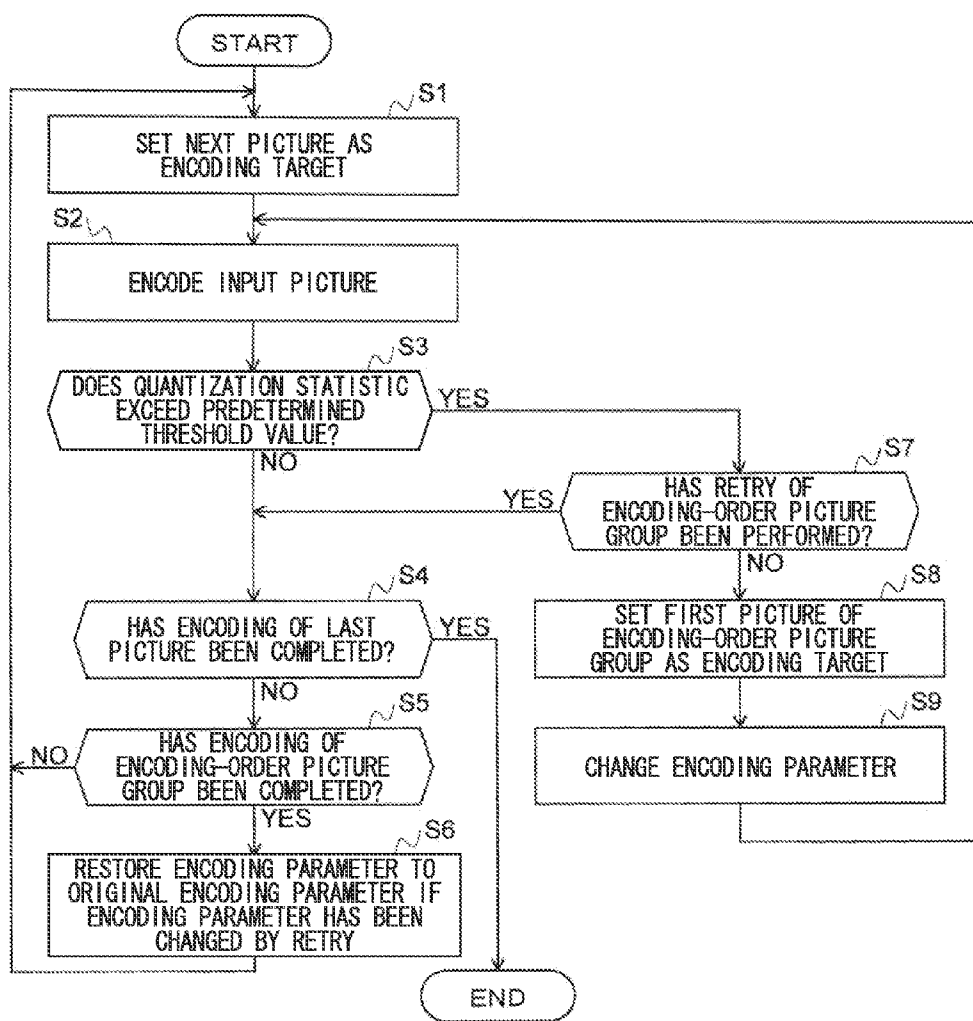 START
S1
SET NEXT PICTURE AS
ENCODING TARGET
S2
ENCODE INPUT PICTURE
S3
DOES QUANTIZATION STATISTIC
EXCEED PREDETERMINED
THRESHOLD VALUE?
YES
NO
S7
HAS RETRY OF
ENCODING-ORDER PICTURE
GROUP BEEN PERFORMED?
YES
NO
S4
HAS ENCODING OF LAST
PICTURE BEEN COMPLETED?
YES
NO
S8
SET FIRST PICTURE OF
ENCODING-ORDER PICTURE
GROUP AS ENCODING TARGET
S5
HAS ENCODING OF
ENCODING-ORDER PICTURE
GROUP BEEN COMPLETED?
NO
YES
S9
CHANGE ENCODING PARAMETER
S6
RESTORE ENCODING PARAMETER TO
ORIGINAL ENCODING PARAMETER IF
ENCODING PARAMETER HAS BEEN
CHANGED BY RETRY
END